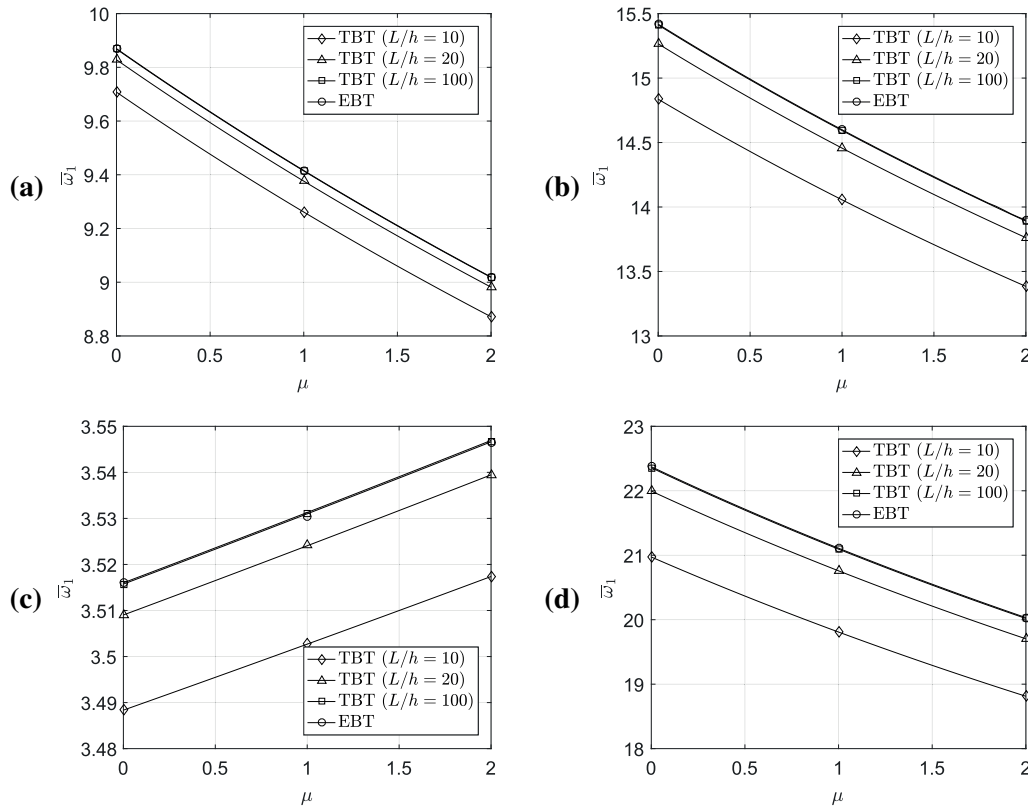 (a)
10
9.8
9.6
9.4
9.2
9
8.8
ω̅₁
0 0.5 1 1.5 2
μ
TBT (L/h = 10)
TBT (L/h = 20)
TBT (L/h = 100)
EBT
(b)
15.5
15
14.5
14
13.5
13
ω̅₁
0 0.5 1 1.5 2
μ
TBT (L/h = 10)
TBT (L/h = 20)
TBT (L/h = 100)
EBT
(c)
3.55
3.54
3.53
3.52
3.51
3.5
3.49
3.48
ω̅₁
0 0.5 1 1.5 2
μ
TBT (L/h = 10)
TBT (L/h = 20)
TBT (L/h = 100)
EBT
(d)
23
22
21
20
19
18
ω̅₁
0 0.5 1 1.5 2
μ
TBT (L/h = 10)
TBT (L/h = 20)
TBT (L/h = 100)
EBT